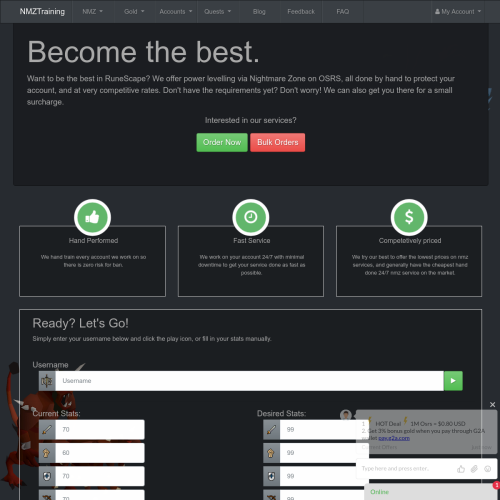 NMZTraining NMZ Gold Accounts Quests Blog Feedback FAQ My Account
Become the best.
Want to be the best in RuneScape? We offer power levelling via Nightmare Zone on OSRS, all done by hand to protect your
account, and at very competitive rates. Don't have the requirements yet? Don't worry! We can also get you there for a small
surcharge.
Interested in our services?
Order Now Bulk Orders
Hand Performed
We hand train every account we work on so
there is zero risk for ban.
Fast Service
We work on your account 24/7 with minimal
downtime to get your service done as fast as
possible.
Competetively priced
We try our best to offer the lowest prices on nmz
services, and generally have the cheapest hand
done 24/7 nmz service on the market.
Ready? Let's Go!
Simply enter your username below and click the play icon, or fill in your stats manually.
Username
Username
Current Stats: Desired Stats:
70 99
60 99
70 99
70 99
1. HOT Deal 1M Osrs = $0.80 USD
2. Get 3% bonus gold when you pay through G2A
wallet pay.g2a.com
Type here and press enter..
Online